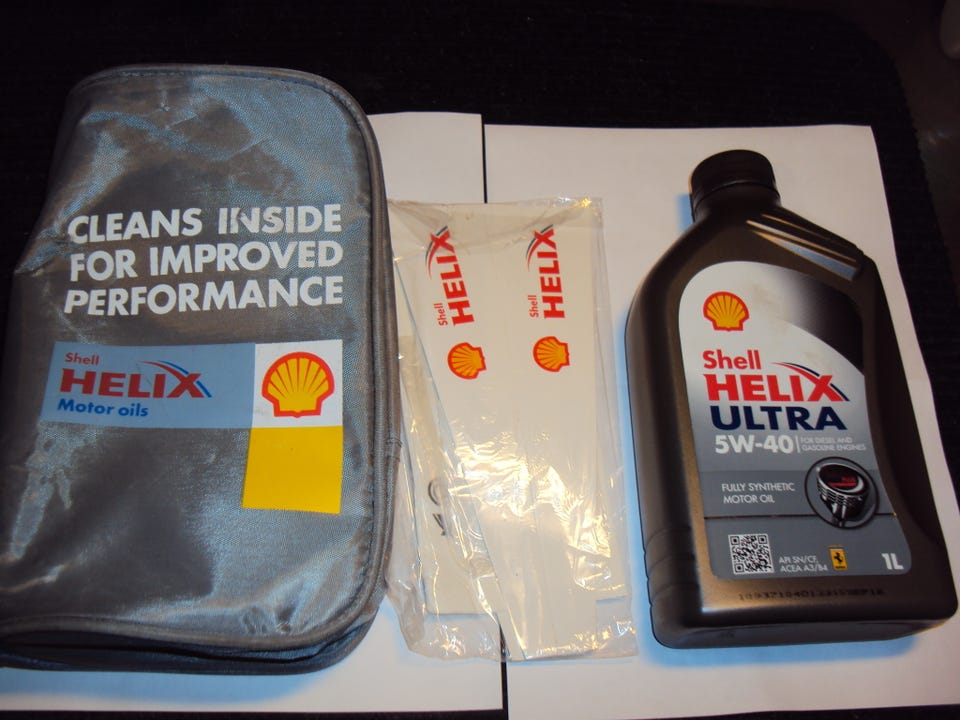 CLEANS INSIDE
FOR IMPROVED
PERFORMANCE
Shell
HELIX
Motor oils
Shell
HELIX
Shell
HELIX
Shell
HELIX
ULTRA
5W-40 FOR DIESEL AND
GASOLINE ENGINES
FULLY SYNTHETIC
MOTOR OIL
PLUS
API SN/CF,
ACEA A3/B4
1L